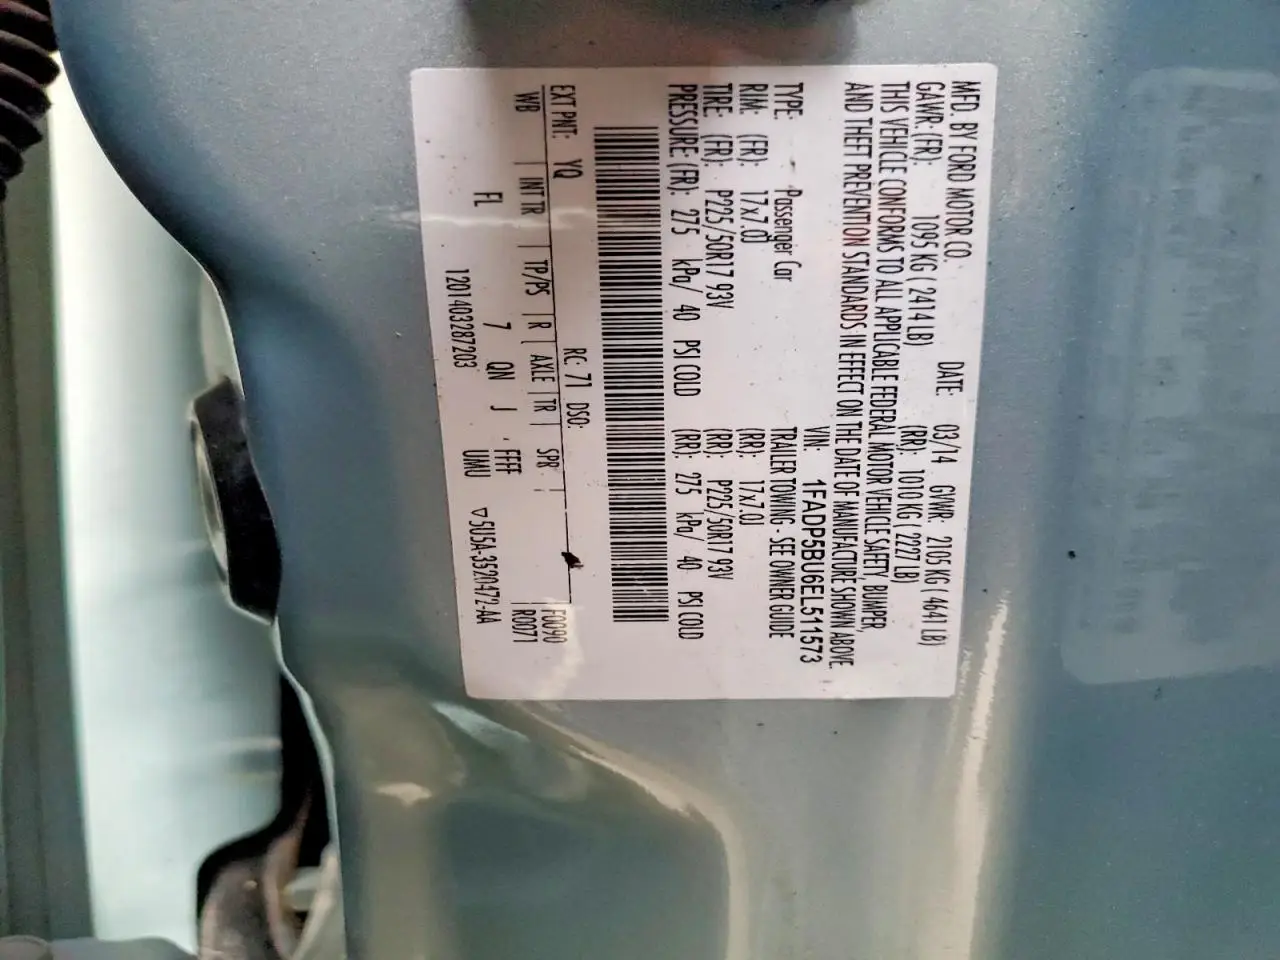 MFD. BY FORD MOTOR CO.
DATE: 03/14 GVWR: 2105 KG ( 4641 LB)
GAWR: (FR): 1095 KG ( 2414 LB) (RR): 1010 KG ( 2227 LB)
THIS VEHICLE CONFORMS TO ALL APPLICABLE FEDERAL MOTOR VEHICLE SAFETY, BUMPER,
AND THEFT PREVENTION STANDARDS IN EFFECT ON THE DATE OF MANUFACTURE SHOWN ABOVE.
VIN: 1FADP5BU6EL511573
TYPE: Passenger Car TRAILER TOWING - SEE OWNER GUIDE
RIM: (FR): 17x7.0J (RR): 17x7.0J
TIRE: (FR): P225/50R17 93V (RR): P225/50R17 93V
PRESSURE: (FR): 275 kPa/ 40 PSI COLD (RR): 275 kPa/ 40 PSI COLD
EXT PNT: YQ RC: 71 DSO: F0090
WB | INT TR | TP/PS | R | AXLE | TR | SPR | R0071
FL 7 QN J FFFF
UMU
1201403287203 ▽5U5A-3520472-AA